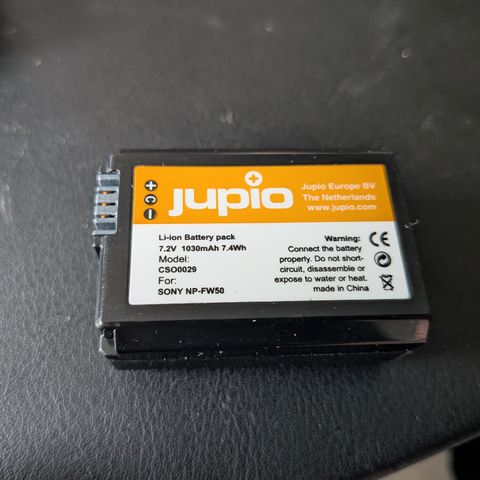 jupio
Jupio Europe BV
The Netherlands
www.jupio.com
Li-ion Battery pack
7.2V 1030mAh 7.4Wh
Model:
CSO0029
For:
SONY NP-FW50
Warning:
Connect the battery
properly. Do not short-
circuit, disassemble or
expose to water or heat.
made in China
CE
+
C
-